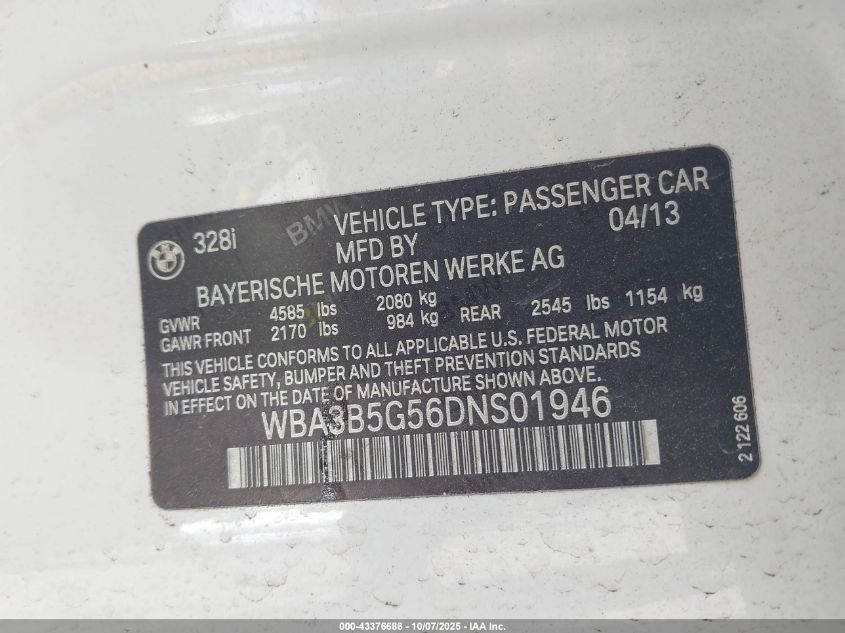 328i VEHICLE TYPE: PASSENGER CAR
MFD BY 04/13
BAYERISCHE MOTOREN WERKE AG
GVWR 4585 lbs 2080 kg
GAWR FRONT 2170 lbs 984 kg REAR 2545 lbs 1154 kg
THIS VEHICLE CONFORMS TO ALL APPLICABLE U.S. FEDERAL MOTOR
VEHICLE SAFETY, BUMPER AND THEFT PREVENTION STANDARDS
IN EFFECT ON THE DATE OF MANUFACTURE SHOWN ABOVE.
WBA3B5G56DNS01946
2 122 606
000-43376688 - 10/07/2025 - IAA Inc.